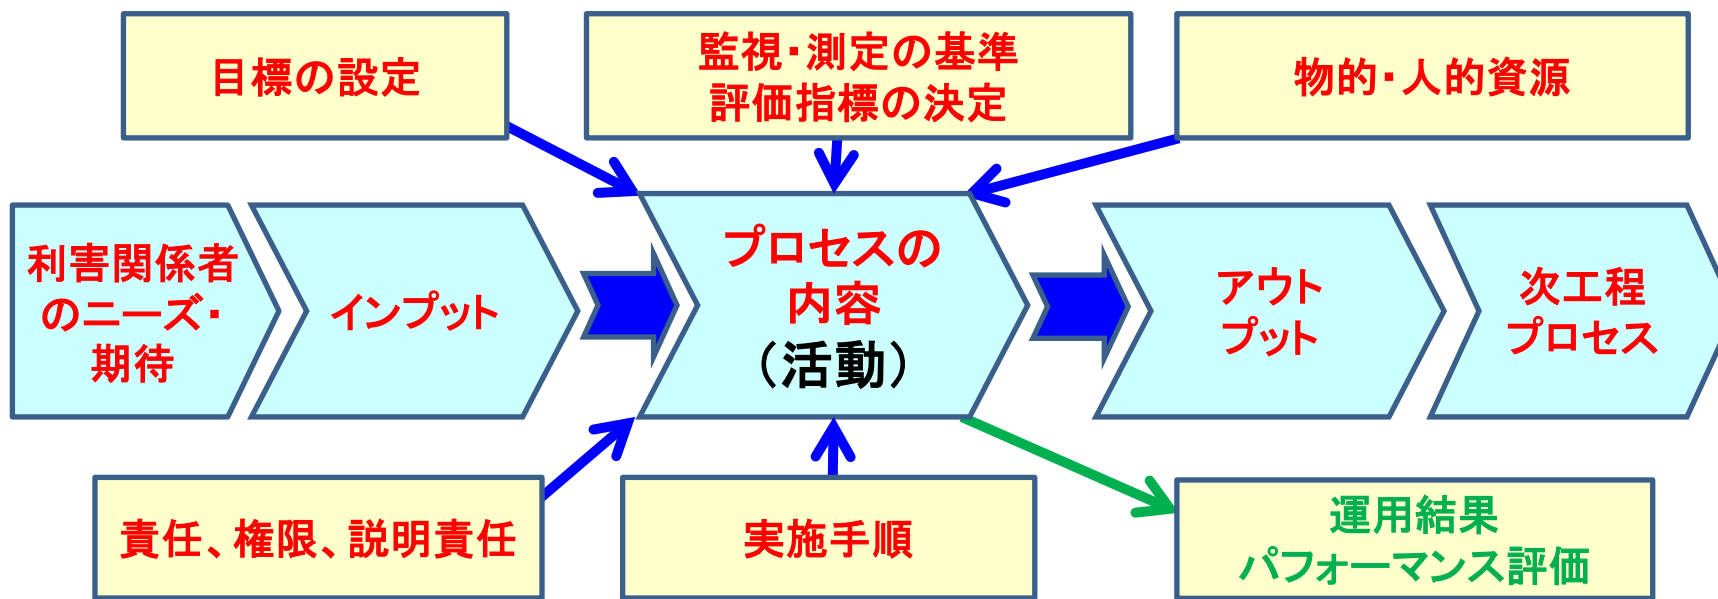 目標の設定
監視・測定の基準
評価指標の決定
物的・人的資源
利害関係者
のニーズ・
期待
インプット
プロセスの
内容
（活動）
アウト
プット
次工程
プロセス
責任、権限、説明責任
実施手順
運用結果
パフォーマンス評価